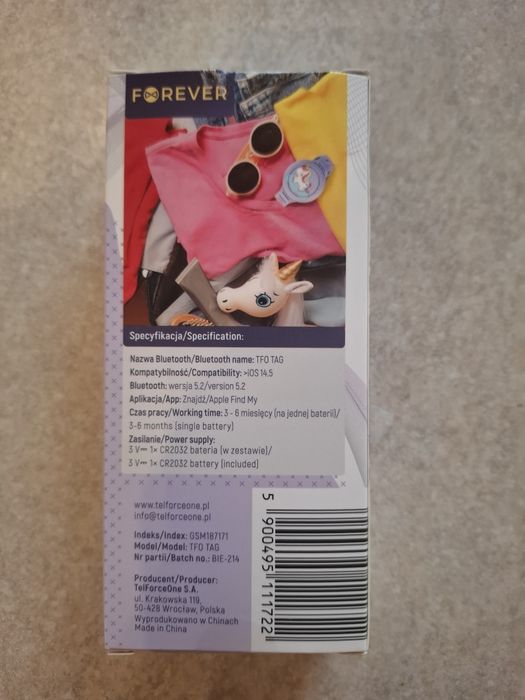 FOREVER
Specyfikacja/Specification:
Nazwa Bluetooth/Bluetooth name: TFO TAG
Kompatybilność/Compatibility: >iOS 14.5
Bluetooth: wersja 5.2/version 5.2
Aplikacja/App: Znajdź/Apple Find My
Czas pracy/Working time: 3 - 6 miesięcy (na jednej baterii)/
3-6 months (single battery)
Zasilanie/Power supply:
3 V⎓ 1× CR2032 bateria (w zestawie)/
3 V⎓ 1× CR2032 battery (included)
www.telforceone.pl
info@telforceone.pl
Indeks/Index: GSM187171
Model/Model: TFO TAG
Nr partii/Batch no.: BIE-214
Producent/Producer:
TelForceOne S.A.
ul. Krakowska 119,
50-428 Wrocław, Polska
Wyprodukowano w Chinach
Made in China
5 900495 111722